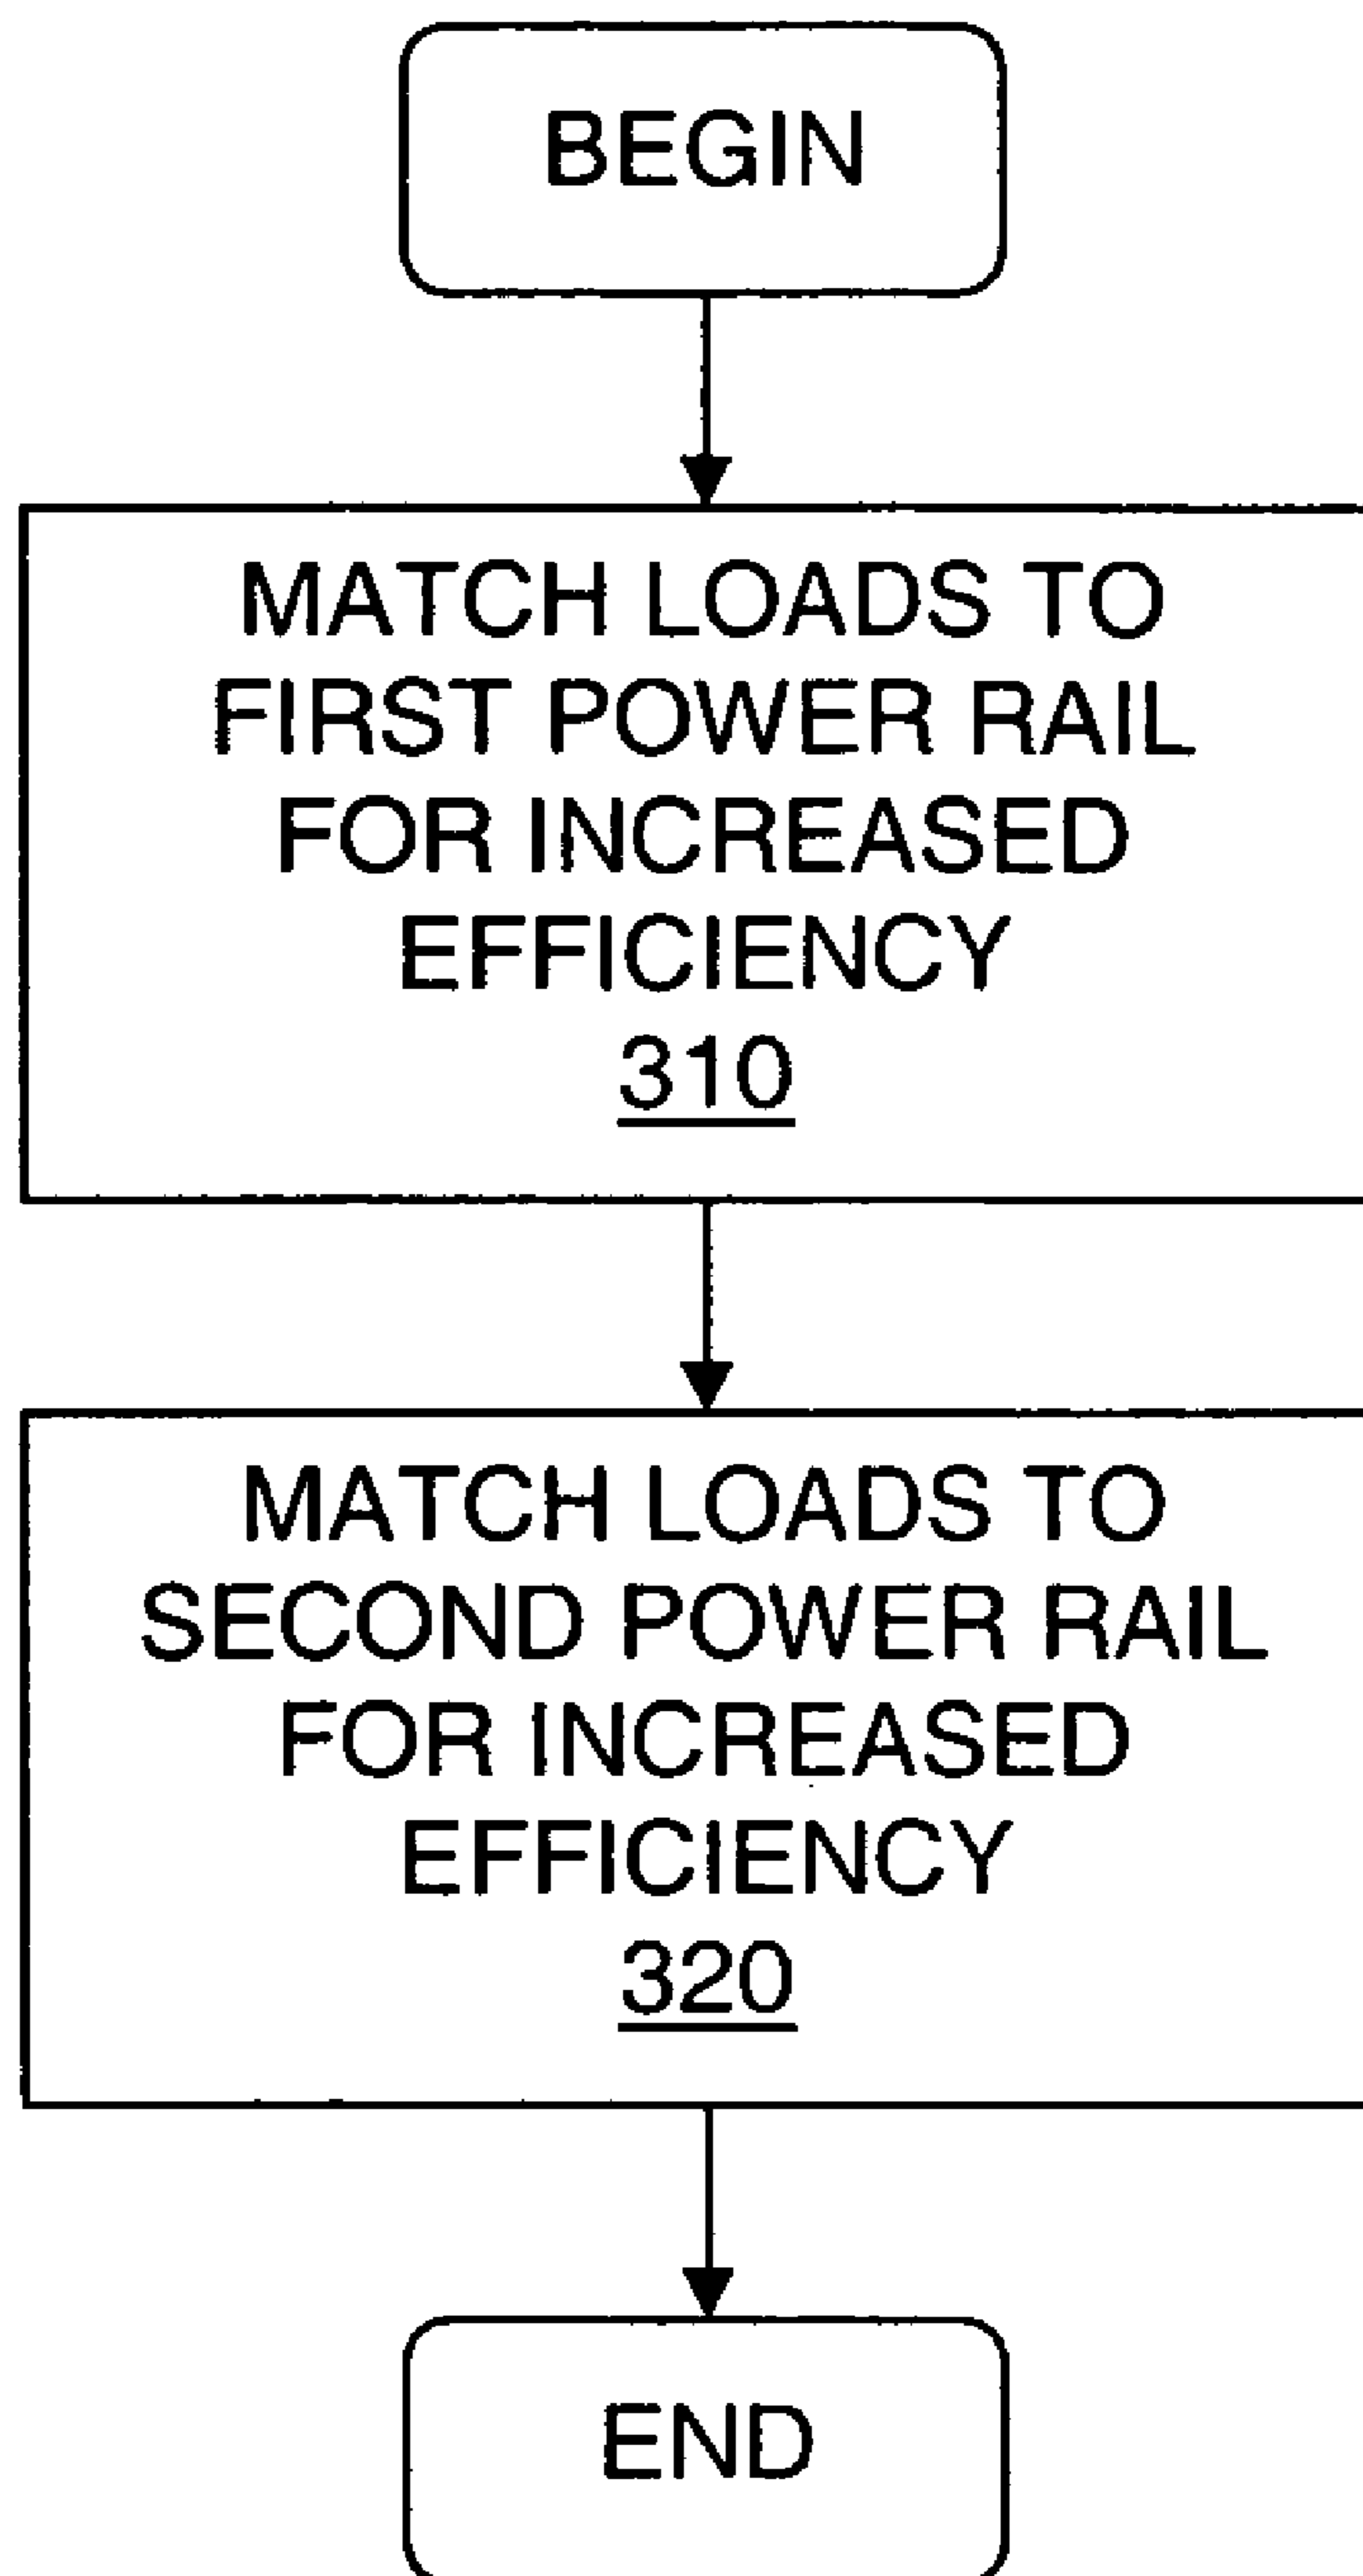 BEGIN
MATCH LOADS TO
FIRST POWER RAIL
FOR INCREASED
EFFICIENCY
310
MATCH LOADS TO
SECOND POWER RAIL
FOR INCREASED
EFFICIENCY
320
END